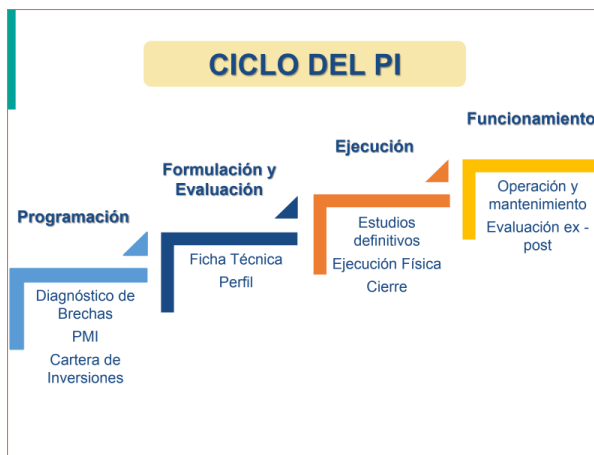 CICLO DEL PI
Programación
Diagnóstico de
Brechas
PMI
Cartera de
Inversiones
Formulación y
Evaluación
Ficha Técnica
Perfil
Ejecución
Estudios
definitivos
Ejecución Física
Cierre
Funcionamiento
Operación y
mantenimiento
Evaluación ex -
post